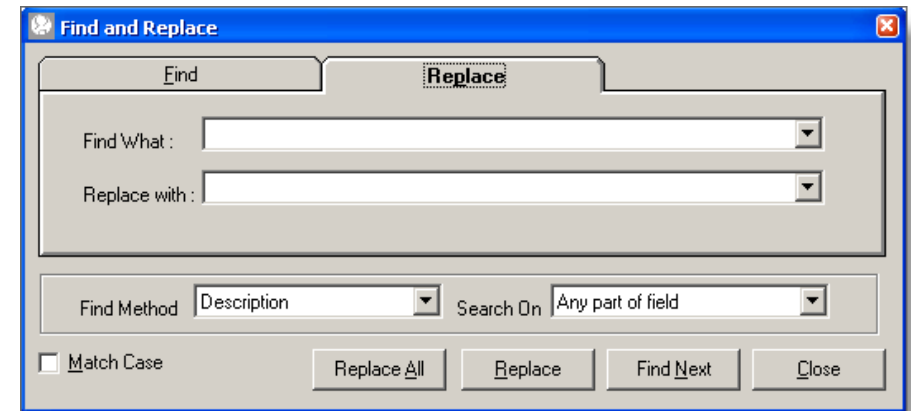 Find and Replace
Find Replace
Find What :
Replace with :
Find Method Description Search On Any part of field
Match Case Replace All Replace Find Next Close